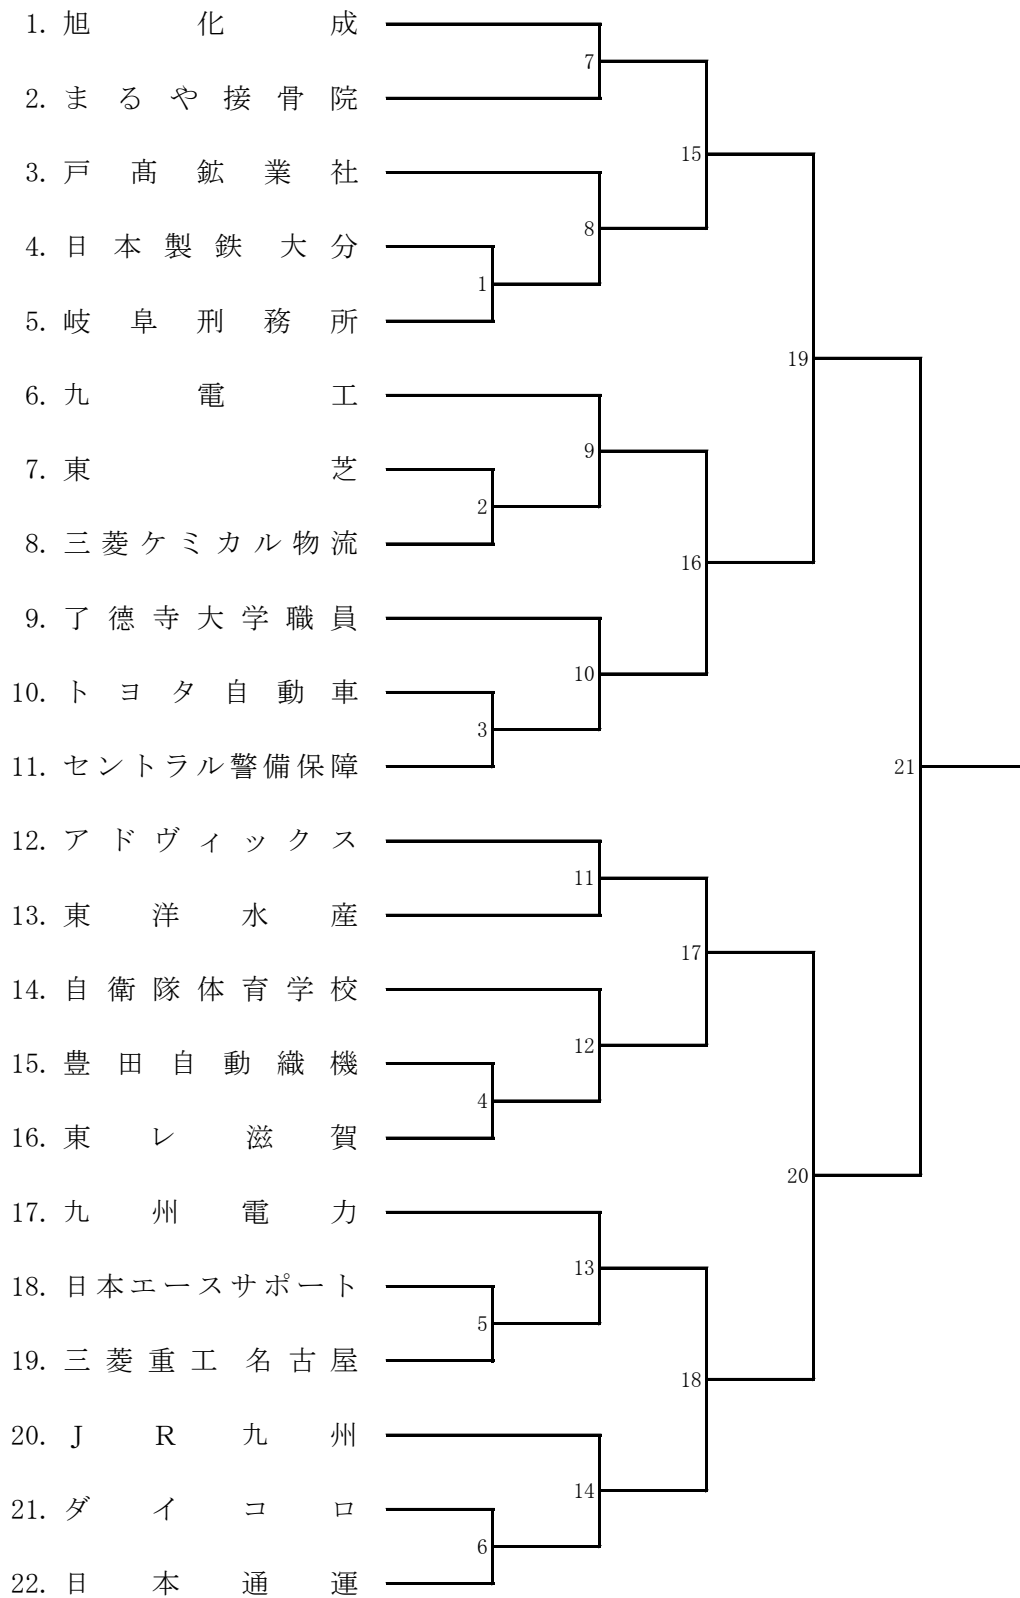 1. 旭化成
7
2. まるや接骨院
15
3. 戸髙鉱業社
8
4. 日本製鉄 大分
1
5. 岐阜刑務所
19
6. 九電工
9
7. 東芝
2
8. 三菱ケミカル物流
16
9. 了德寺大学職員
10
10. トヨタ自動車
3
11. セントラル警備保障
21
12. アドヴィックス
11
13. 東洋水産
17
14. 自衛隊体育学校
12
15. 豊田自動織機
4
16. 東レ滋賀
20
17. 九州電力
13
18. 日本エースサポート
5
19. 三菱重工 名古屋
18
20. JR九州
14
21. ダイコロ
6
22. 日本通運